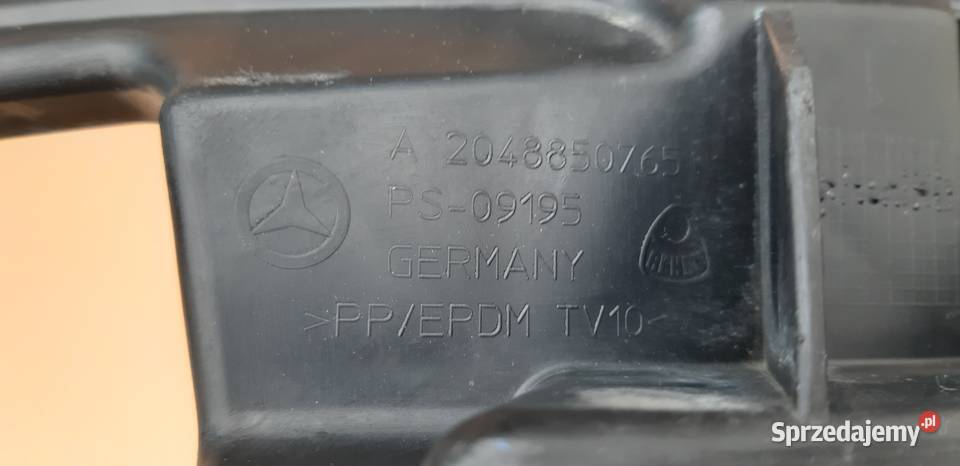 A 2048850765
PS-09195
GERMANY
>PP/EPDM TV10<
Sprzedajemy.pl